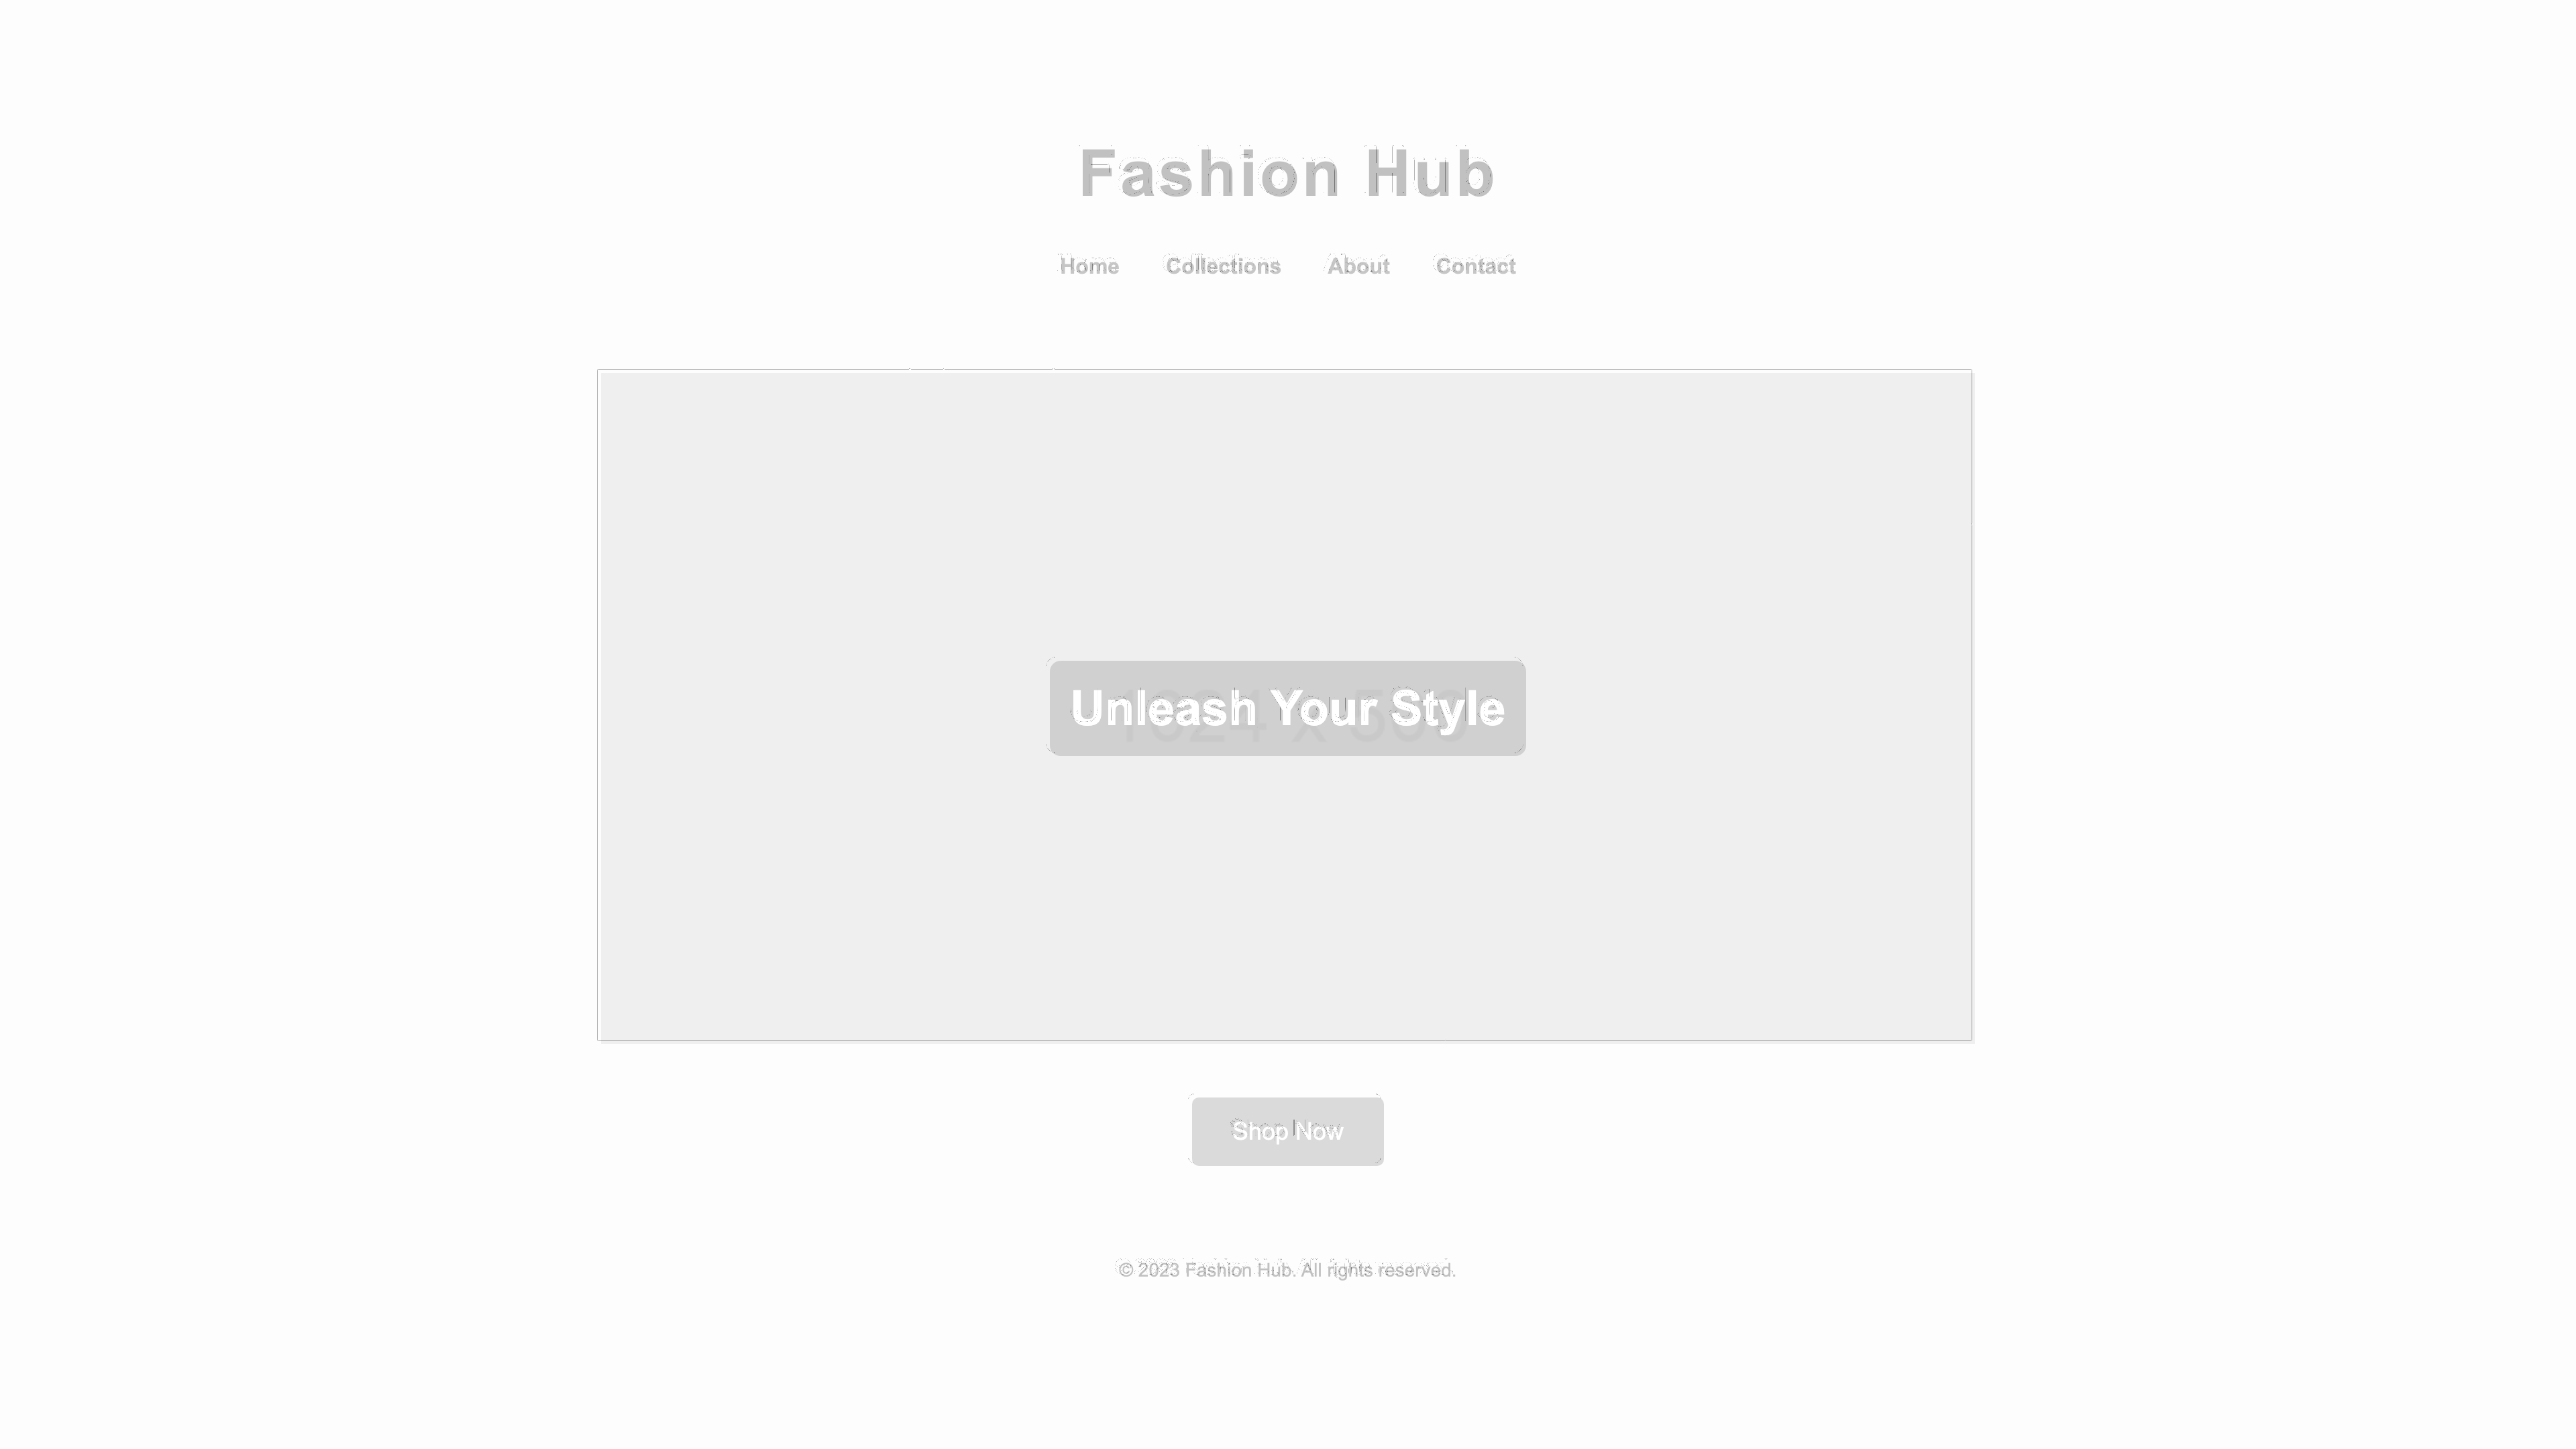 Fashion Hub
Home Collections About Contact
Unleash Your Style
Shop Now
© 2023 Fashion Hub. All rights reserved.